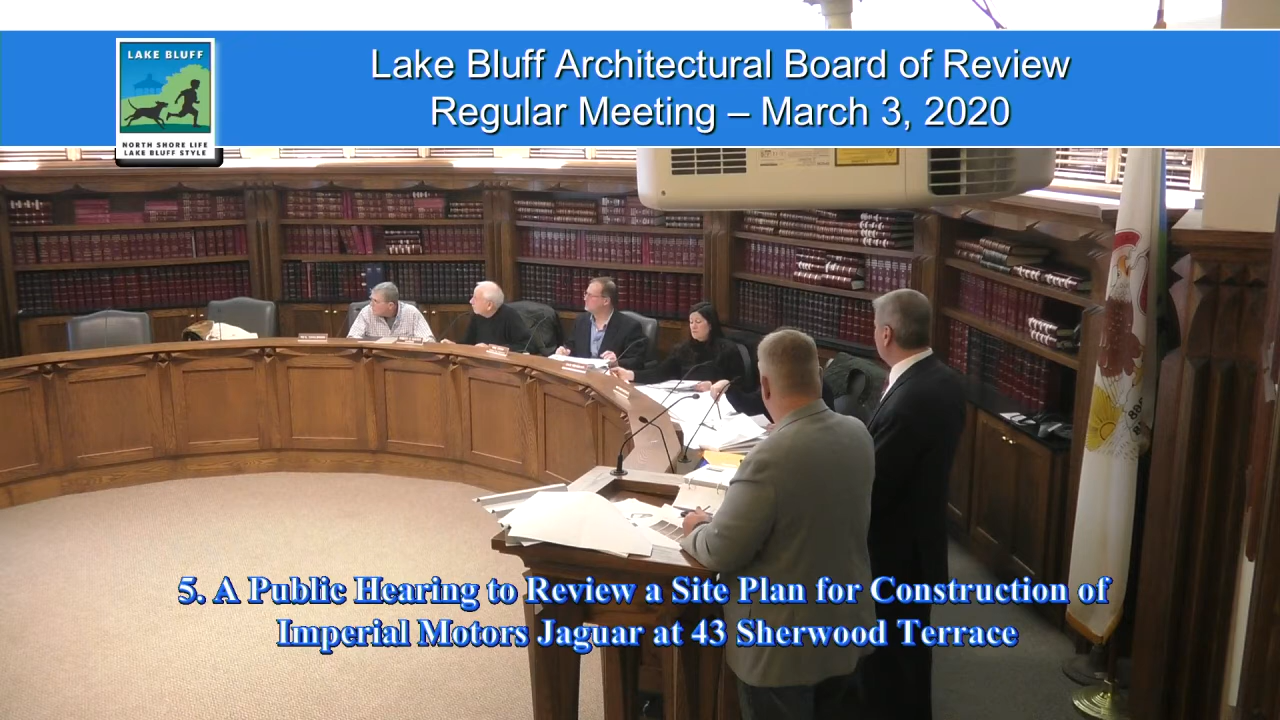 LAKE BLUFF
NORTH SHORE LIFE
LAKE BLUFF STYLE
Lake Bluff Architectural Board of Review
Regular Meeting – March 3, 2020
5. A Public Hearing to Review a Site Plan for Construction of
Imperial Motors Jaguar at 43 Sherwood Terrace